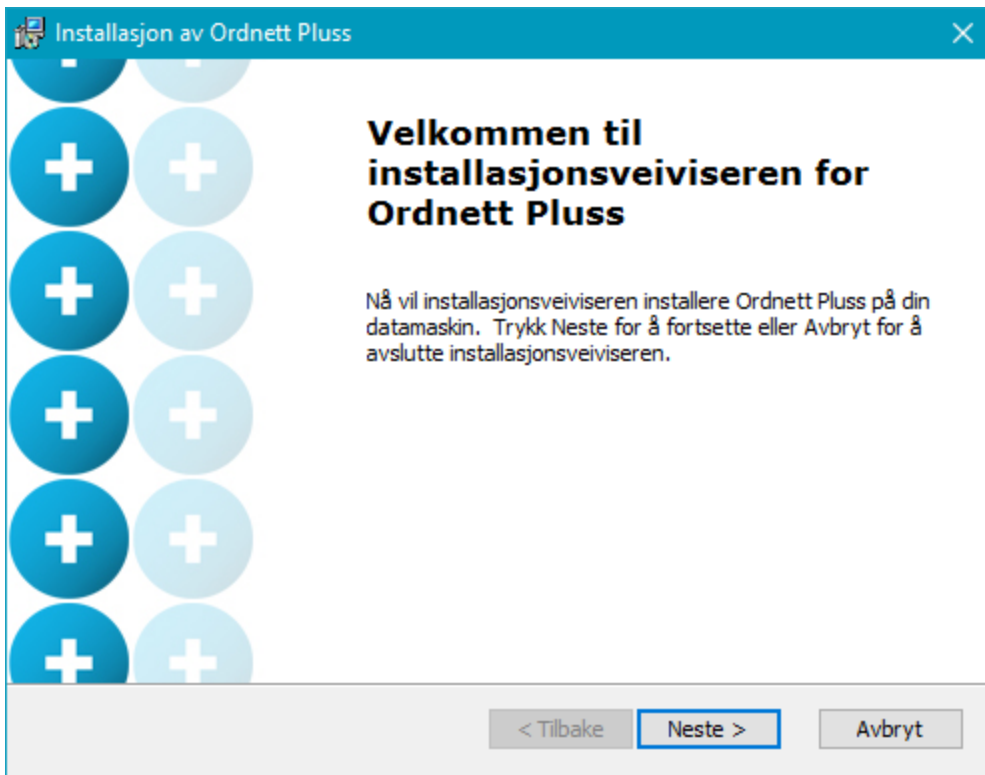 Installasjon av Ordnett Pluss
Velkommen til
installasjonsveiviseren for
Ordnett Pluss
Nå vil installasjonsveiviseren installere Ordnett Pluss på din
datamaskin.  Trykk Neste for å fortsette eller Avbryt for å
avslutte installasjonsveiviseren.
< Tilbake
Neste >
Avbryt